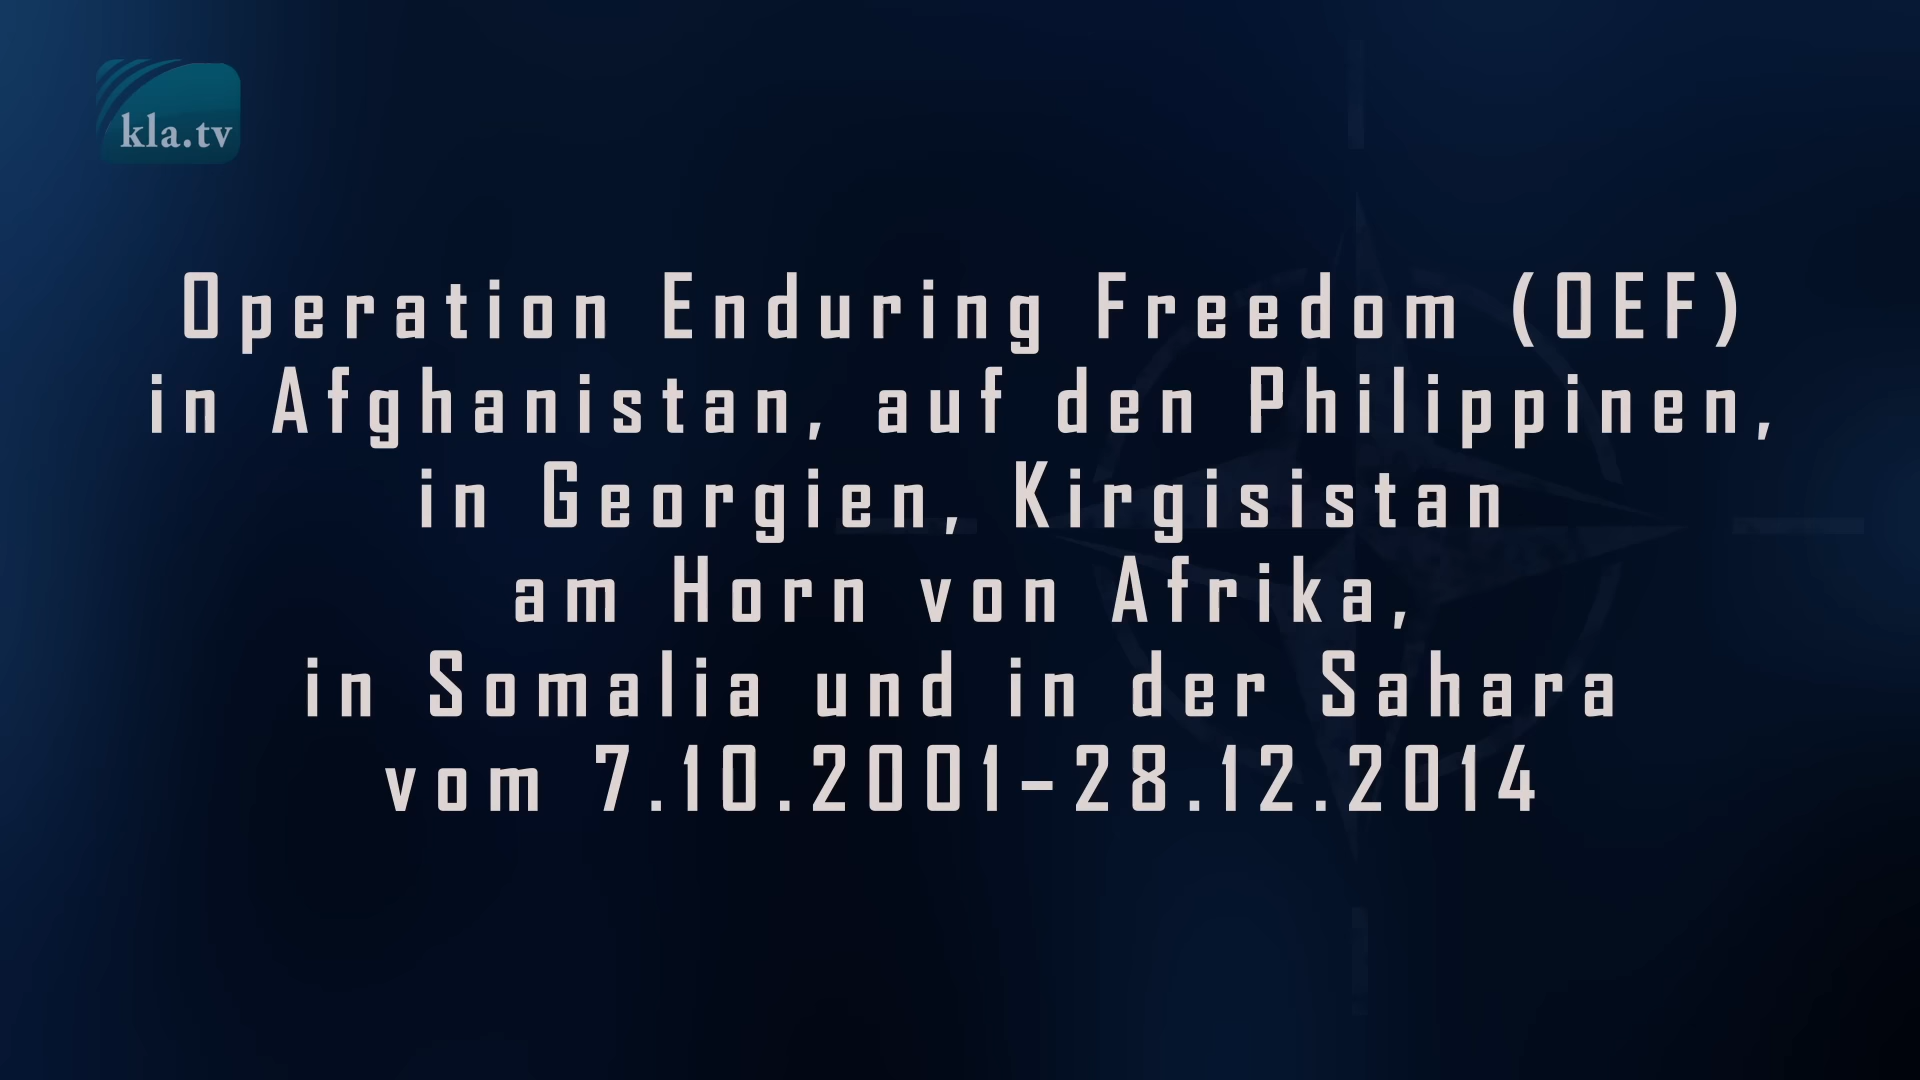 kla.tv
Operation Enduring Freedom (OEF)
in Afghanistan, auf den Philippinen,
in Georgien, Kirgisistan
am Horn von Afrika,
in Somalia und in der Sahara
vom 7.10.2001–28.12.2014